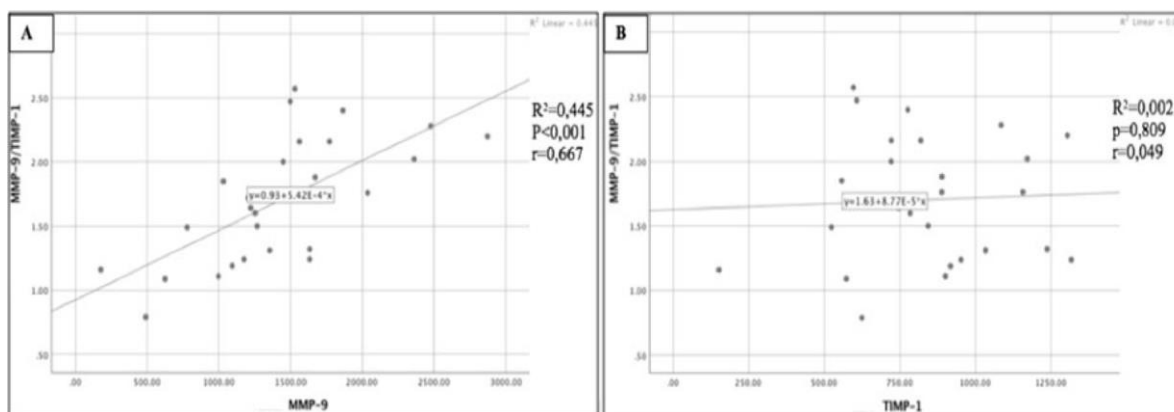 A
R² Linear = 0.445
MMP-9/TIMP-1
2.50
2.00
1.50
1.00
.50
y=0.93+5.42E-4*x
R²=0,445
P<0,001
r=0,667
.00 500.00 1000.00 1500.00 2000.00 2500.00 3000.00
MMP-9
B
R² Linear =
MMP-9/TIMP-1
2.50
2.00
1.50
1.00
.50
y=1.63+8.77E-5*x
R²=0,002
p=0,809
r=0,049
.00 250.00 500.00 750.00 1000.00 1250.00
TIMP-1